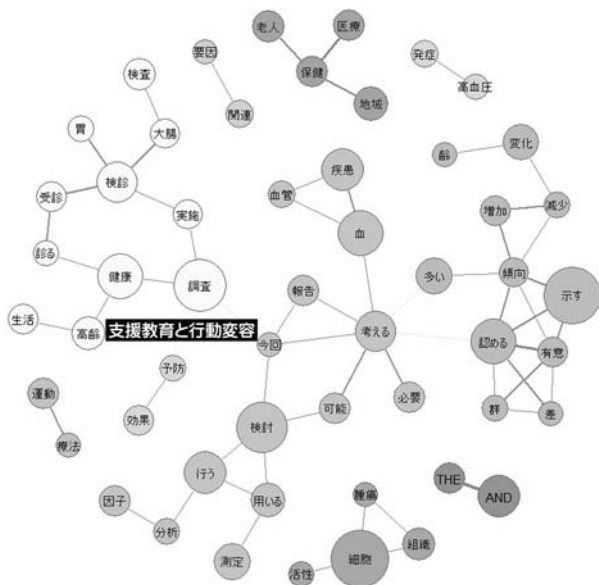 老人
医療
保健
地域
要因
関連
発症
高血圧
検査
胃
大腸
検診
受診
実施
診る
健康
調査
生活
高齢
支援教育と行動変容
疾患
血管
血
齢
変化
増加
減少
多い
傾向
示す
認める
有意
群
差
報告
今回
考える
可能
必要
予防
効果
運動
療法
検討
行う
用いる
因子
分析
測定
腫瘍
細胞
組織
活性
THE
AND